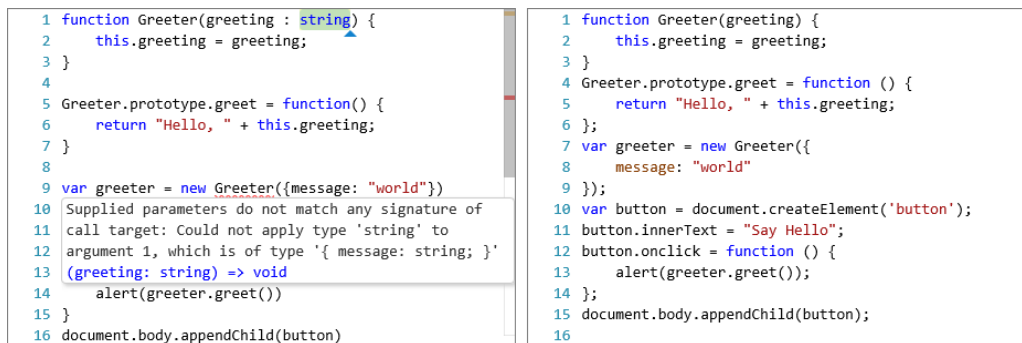 1 function Greeter(greeting : string) {
2     this.greeting = greeting;
3 }
4
5 Greeter.prototype.greet = function() {
6     return "Hello, " + this.greeting;
7 }
8
9 var greeter = new Greeter({message: "world"})
10 Supplied parameters do not match any signature of
11 call target: Could not apply type 'string' to
12 argument 1, which is of type '{ message: string; }'
13 (greeting: string) => void
14     alert(greeter.greet())
15 }
16 document.body.appendChild(button)
1 function Greeter(greeting) {
2     this.greeting = greeting;
3 }
4 Greeter.prototype.greet = function () {
5     return "Hello, " + this.greeting;
6 };
7 var greeter = new Greeter({
8     message: "world"
9 });
10 var button = document.createElement('button');
11 button.innerText = "Say Hello";
12 button.onclick = function () {
13     alert(greeter.greet());
14 };
15 document.body.appendChild(button);
16